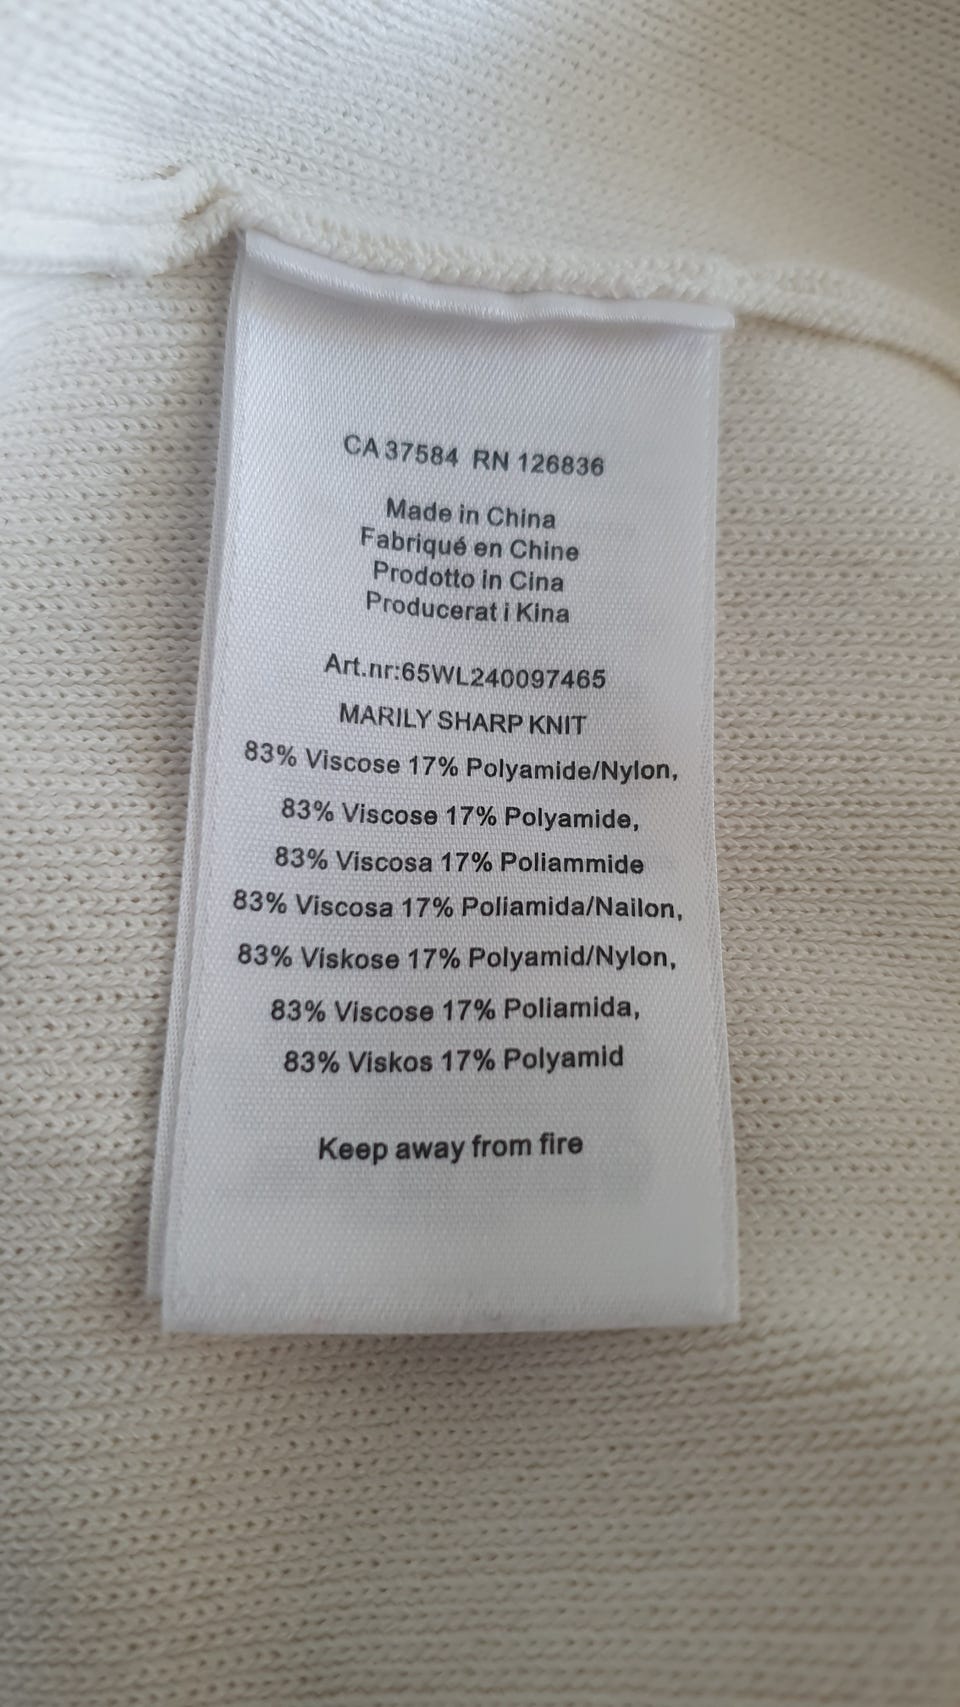 CA 37584 RN 126836
Made in China
Fabriqué en Chine
Prodotto in Cina
Producerat i Kina
Art.nr:65WL240097465
MARILY SHARP KNIT
83% Viscose 17% Polyamide/Nylon,
83% Viscose 17% Polyamide,
83% Viscosa 17% Poliammide
83% Viscosa 17% Poliamida/Nailon,
83% Viskose 17% Polyamid/Nylon,
83% Viscose 17% Poliamida,
83% Viskos 17% Polyamid
Keep away from fire